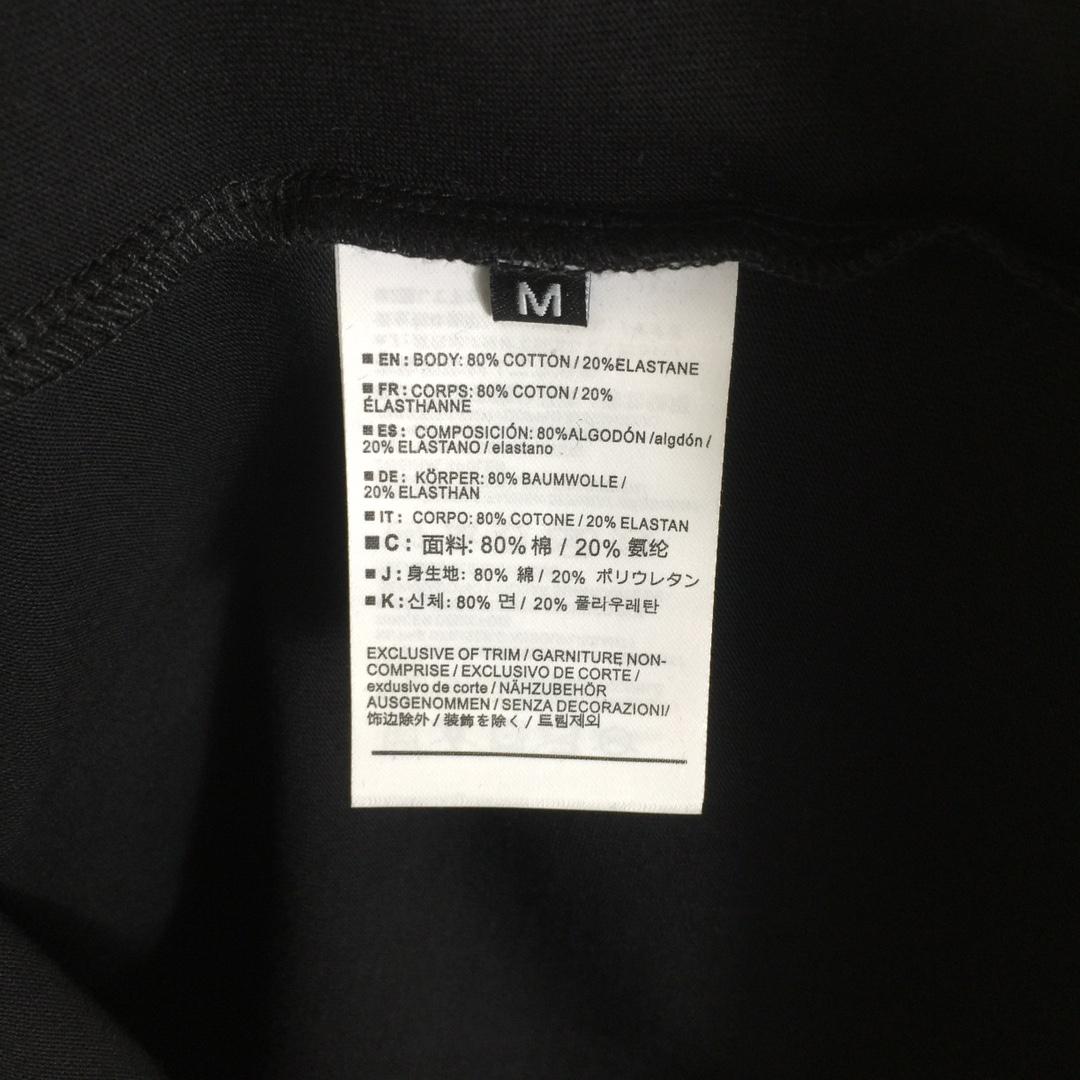 M
EN: BODY: 80% COTTON / 20%ELASTANE
FR: CORPS: 80% COTON / 20%
ÉLASTHANNE
ES: COMPOSICIÓN: 80%ALGODÓN /algdón /
20% ELASTANO / elastano
DE: KÖRPER: 80% BAUMWOLLE /
20% ELASTHAN
IT: CORPO: 80% COTONE / 20% ELASTAN
C: 面料: 80% 棉 / 20% 氨纶
J: 身生地: 80% 綿 / 20% ポリウレタン
K: 신체: 80% 면 / 20% 폴리우레탄
EXCLUSIVE OF TRIM / GARNITURE NON-
COMPRISE / EXCLUSIVO DE CORTE /
exdusivo de corte / NÄHZUBEHÖR
AUSGENOMMEN / SENZA DECORAZIONI/
饰边除外 / 装飾を除く / 트림제외